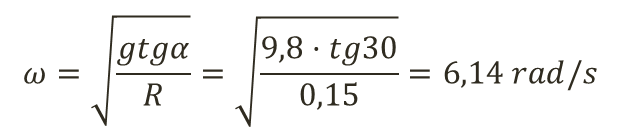 ω = √(gtgα / R) = √(9,8 · tg30 / 0,15) = 6,14 rad/s